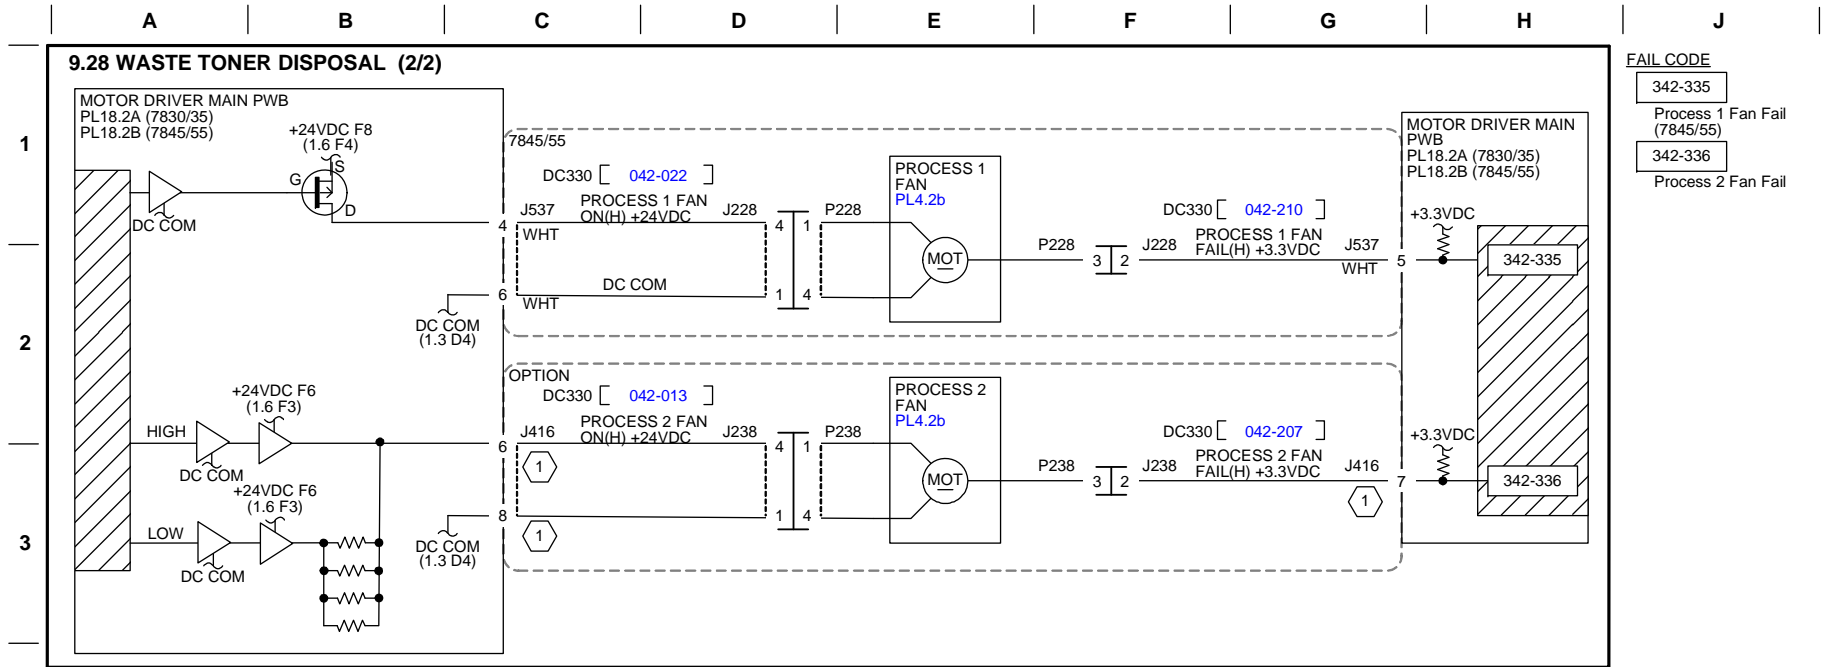 A B C D E F G H J
9.28 WASTE TONER DISPOSAL (2/2)
FAIL CODE
342-335
Process 1 Fan Fail
(7845/55)
342-336
Process 2 Fan Fail
1
2
3
MOTOR DRIVER MAIN PWB
PL18.2A (7830/35)
PL18.2B (7845/55)
+24VDC F8
(1.6 F4)
S
G
D
DC COM
7845/55
DC330 [ 042-022 ]
PROCESS 1 FAN
ON(H) +24VDC
J537
J228
P228
4
WHT
4 1
DC COM
6
WHT
1 4
DC COM
(1.3 D4)
PROCESS 1
FAN
PL4.2b
MOT
DC330 [ 042-210 ]
PROCESS 1 FAN
FAIL(H) +3.3VDC
P228
J228
J537
3 2
WHT
5
MOTOR DRIVER MAIN
PWB
PL18.2A (7830/35)
PL18.2B (7845/55)
+3.3VDC
342-335
OPTION
DC330 [ 042-013 ]
PROCESS 2 FAN
ON(H) +24VDC
+24VDC F6
(1.6 F3)
HIGH
DC COM
J416
J238
P238
6
1
4 1
+24VDC F6
(1.6 F3)
LOW
DC COM
8
1
1 4
DC COM
(1.3 D4)
PROCESS 2
FAN
PL4.2b
MOT
DC330 [ 042-207 ]
PROCESS 2 FAN
FAIL(H) +3.3VDC
P238
J238
J416
3 2
1
7
+3.3VDC
342-336